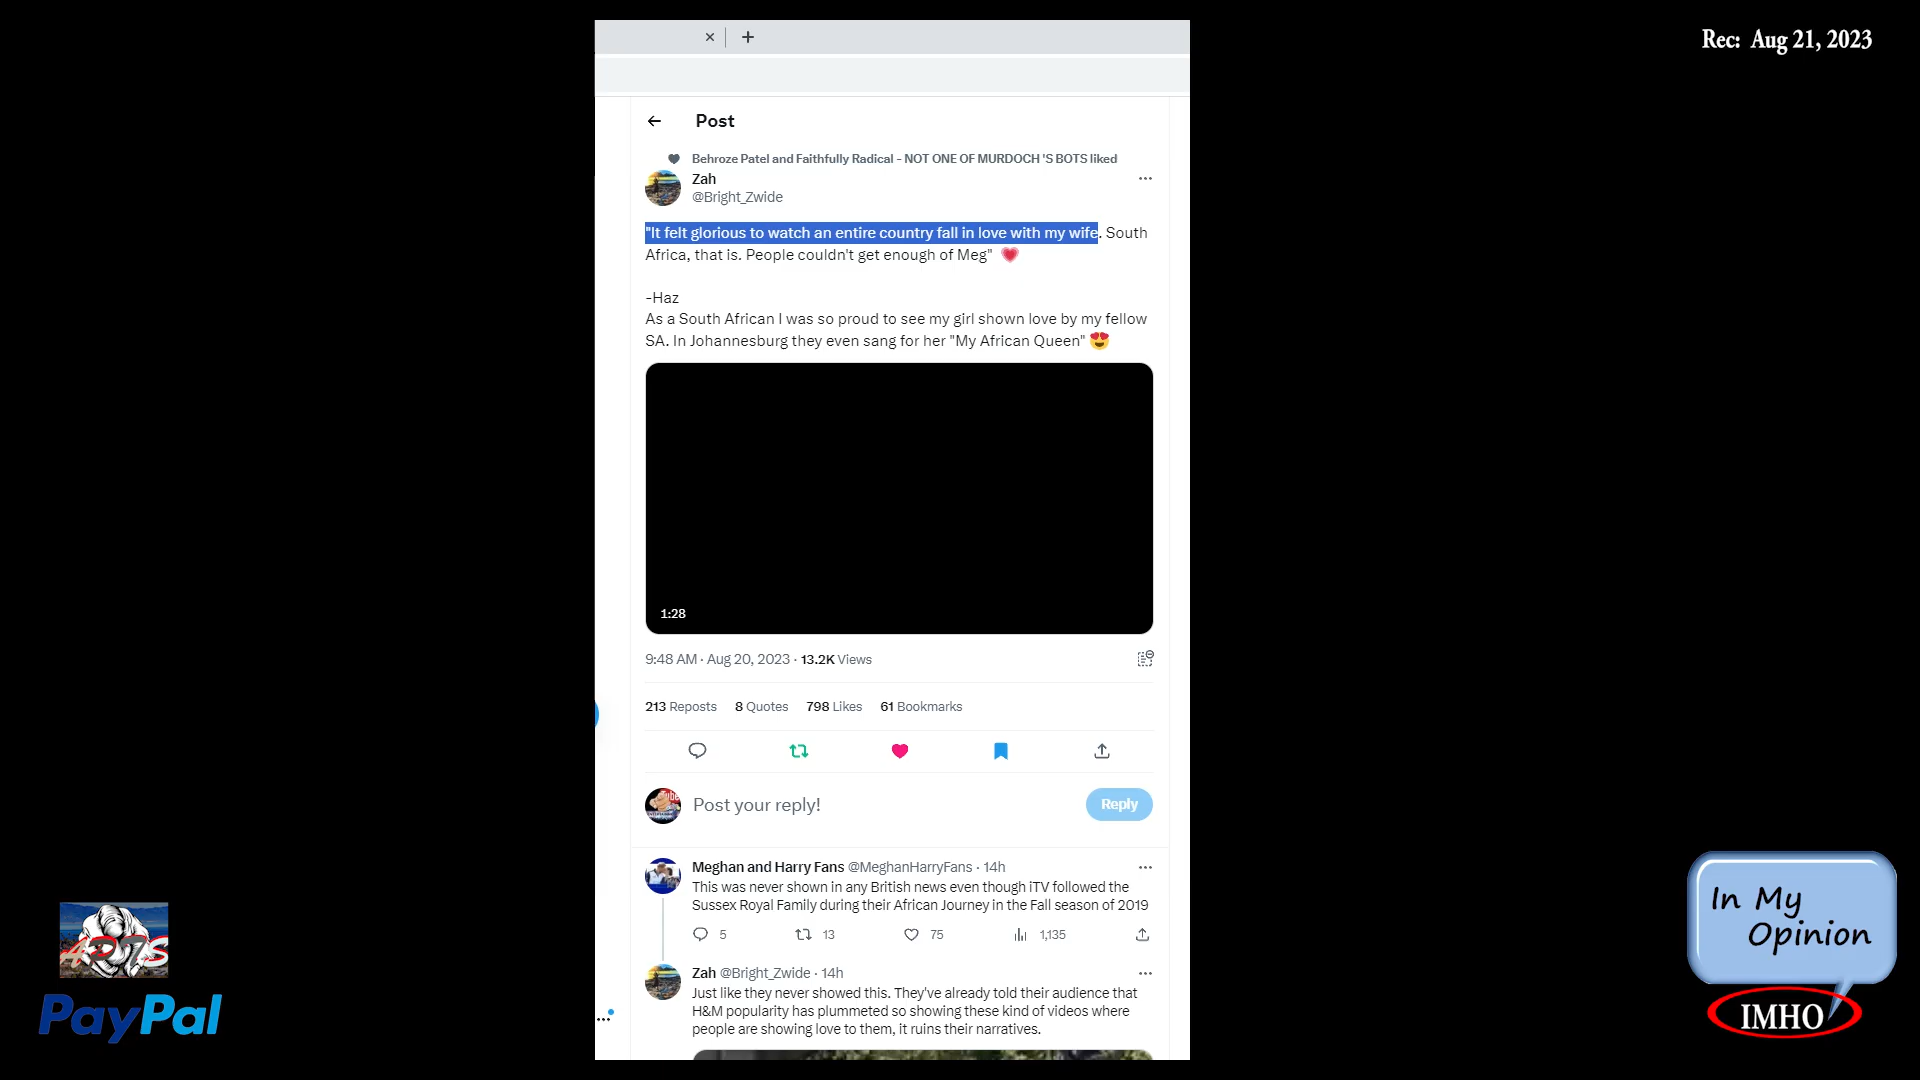 Rec: Aug 21, 2023
Post
Behroze Patel and Faithfully Radical - NOT ONE OF MURDOCH 'S BOTS liked
Zah
@Bright_Zwide
"It felt glorious to watch an entire country fall in love with my wife. South
Africa, that is. People couldn't get enough of Meg" 💗
-Haz
As a South African I was so proud to see my girl shown love by my fellow
SA. In Johannesburg they even sang for her "My African Queen" 😍
1:28
9:48 AM · Aug 20, 2023 · 13.2K Views
213 Reposts 8 Quotes 798 Likes 61 Bookmarks
Post your reply!
Reply
Meghan and Harry Fans @MeghanHarryFans · 14h
This was never shown in any British news even though iTV followed the
Sussex Royal Family during their African Journey in the Fall season of 2019
5 13 75 1,135
Zah @Bright_Zwide · 14h
Just like they never showed this. They've already told their audience that
H&M popularity has plummeted so showing these kind of videos where
people are showing love to them, it ruins their narratives.
PayPal
In My
Opinion
IMHO